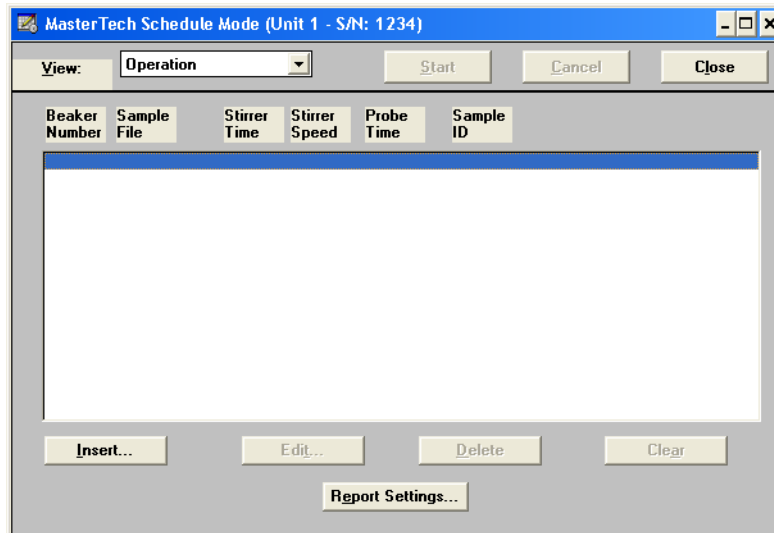 MasterTech Schedule Mode (Unit 1 - S/N: 1234)
View: Operation Start Cancel Close
Beaker Number Sample File Stirrer Time Stirrer Speed Probe Time Sample ID
Insert... Edit... Delete Clear
Report Settings...